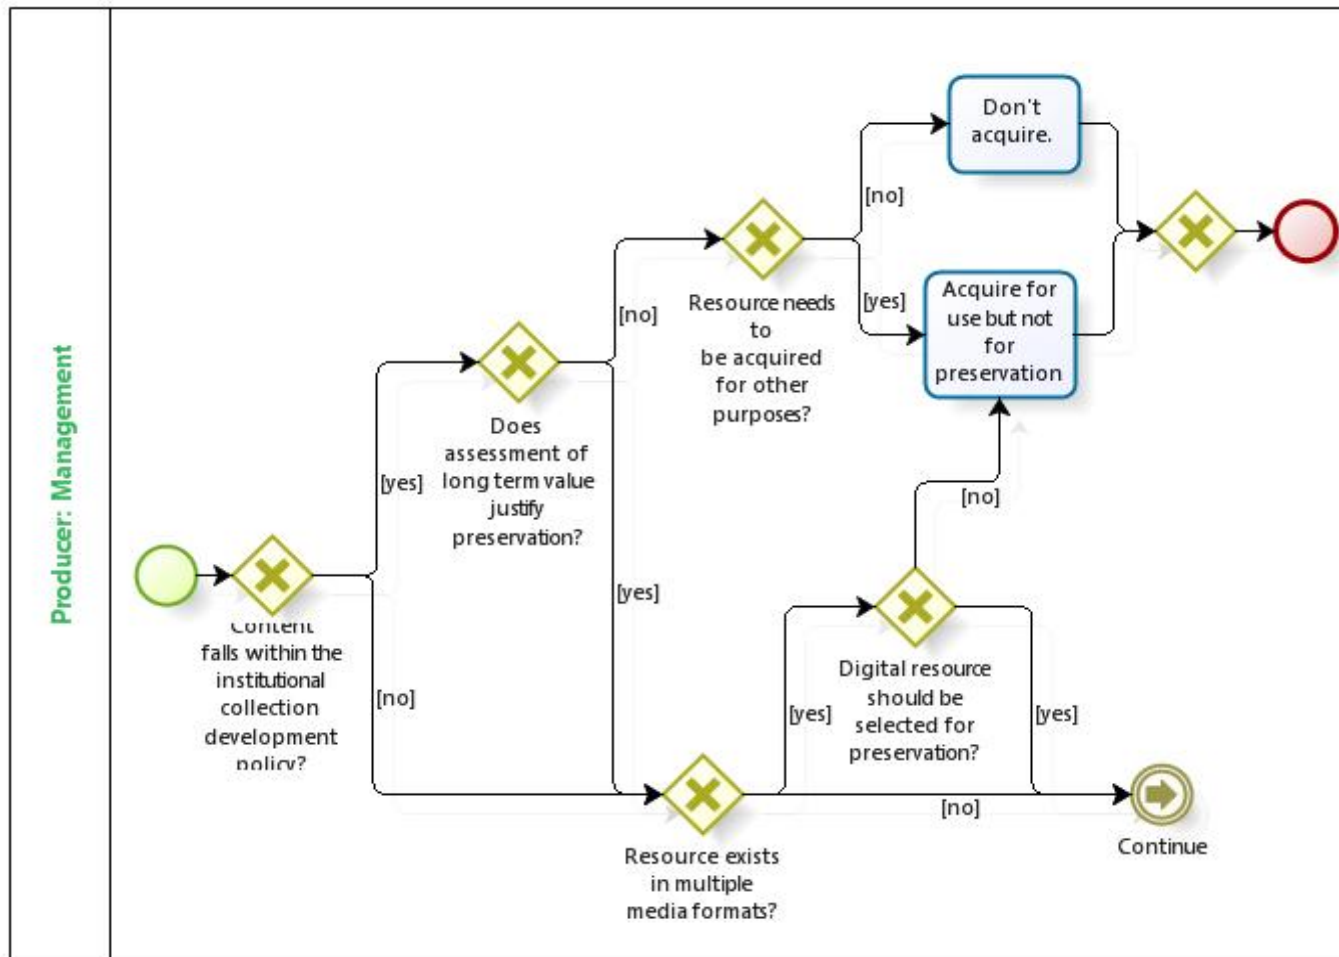 Producer: Management
Content
falls within the
institutional
collection
development
policy?
[yes]
[no]
Does
assessment of
long term value
justify
preservation?
[no]
[yes]
Resource needs
to
be acquired
for other
purposes?
[no]
[yes]
Don't
acquire.
Acquire for
use but not
for
preservation
Resource exists
in multiple
media formats?
[yes]
[no]
Digital resource
should be
selected for
preservation?
[no]
[yes]
Continue